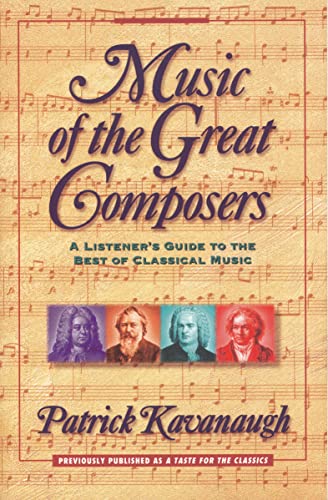 Music
of the Great
Composers
A LISTENER'S GUIDE TO THE
BEST OF CLASSICAL MUSIC
Patrick Kavanaugh
PREVIOUSLY PUBLISHED AS A TASTE FOR THE CLASSICS